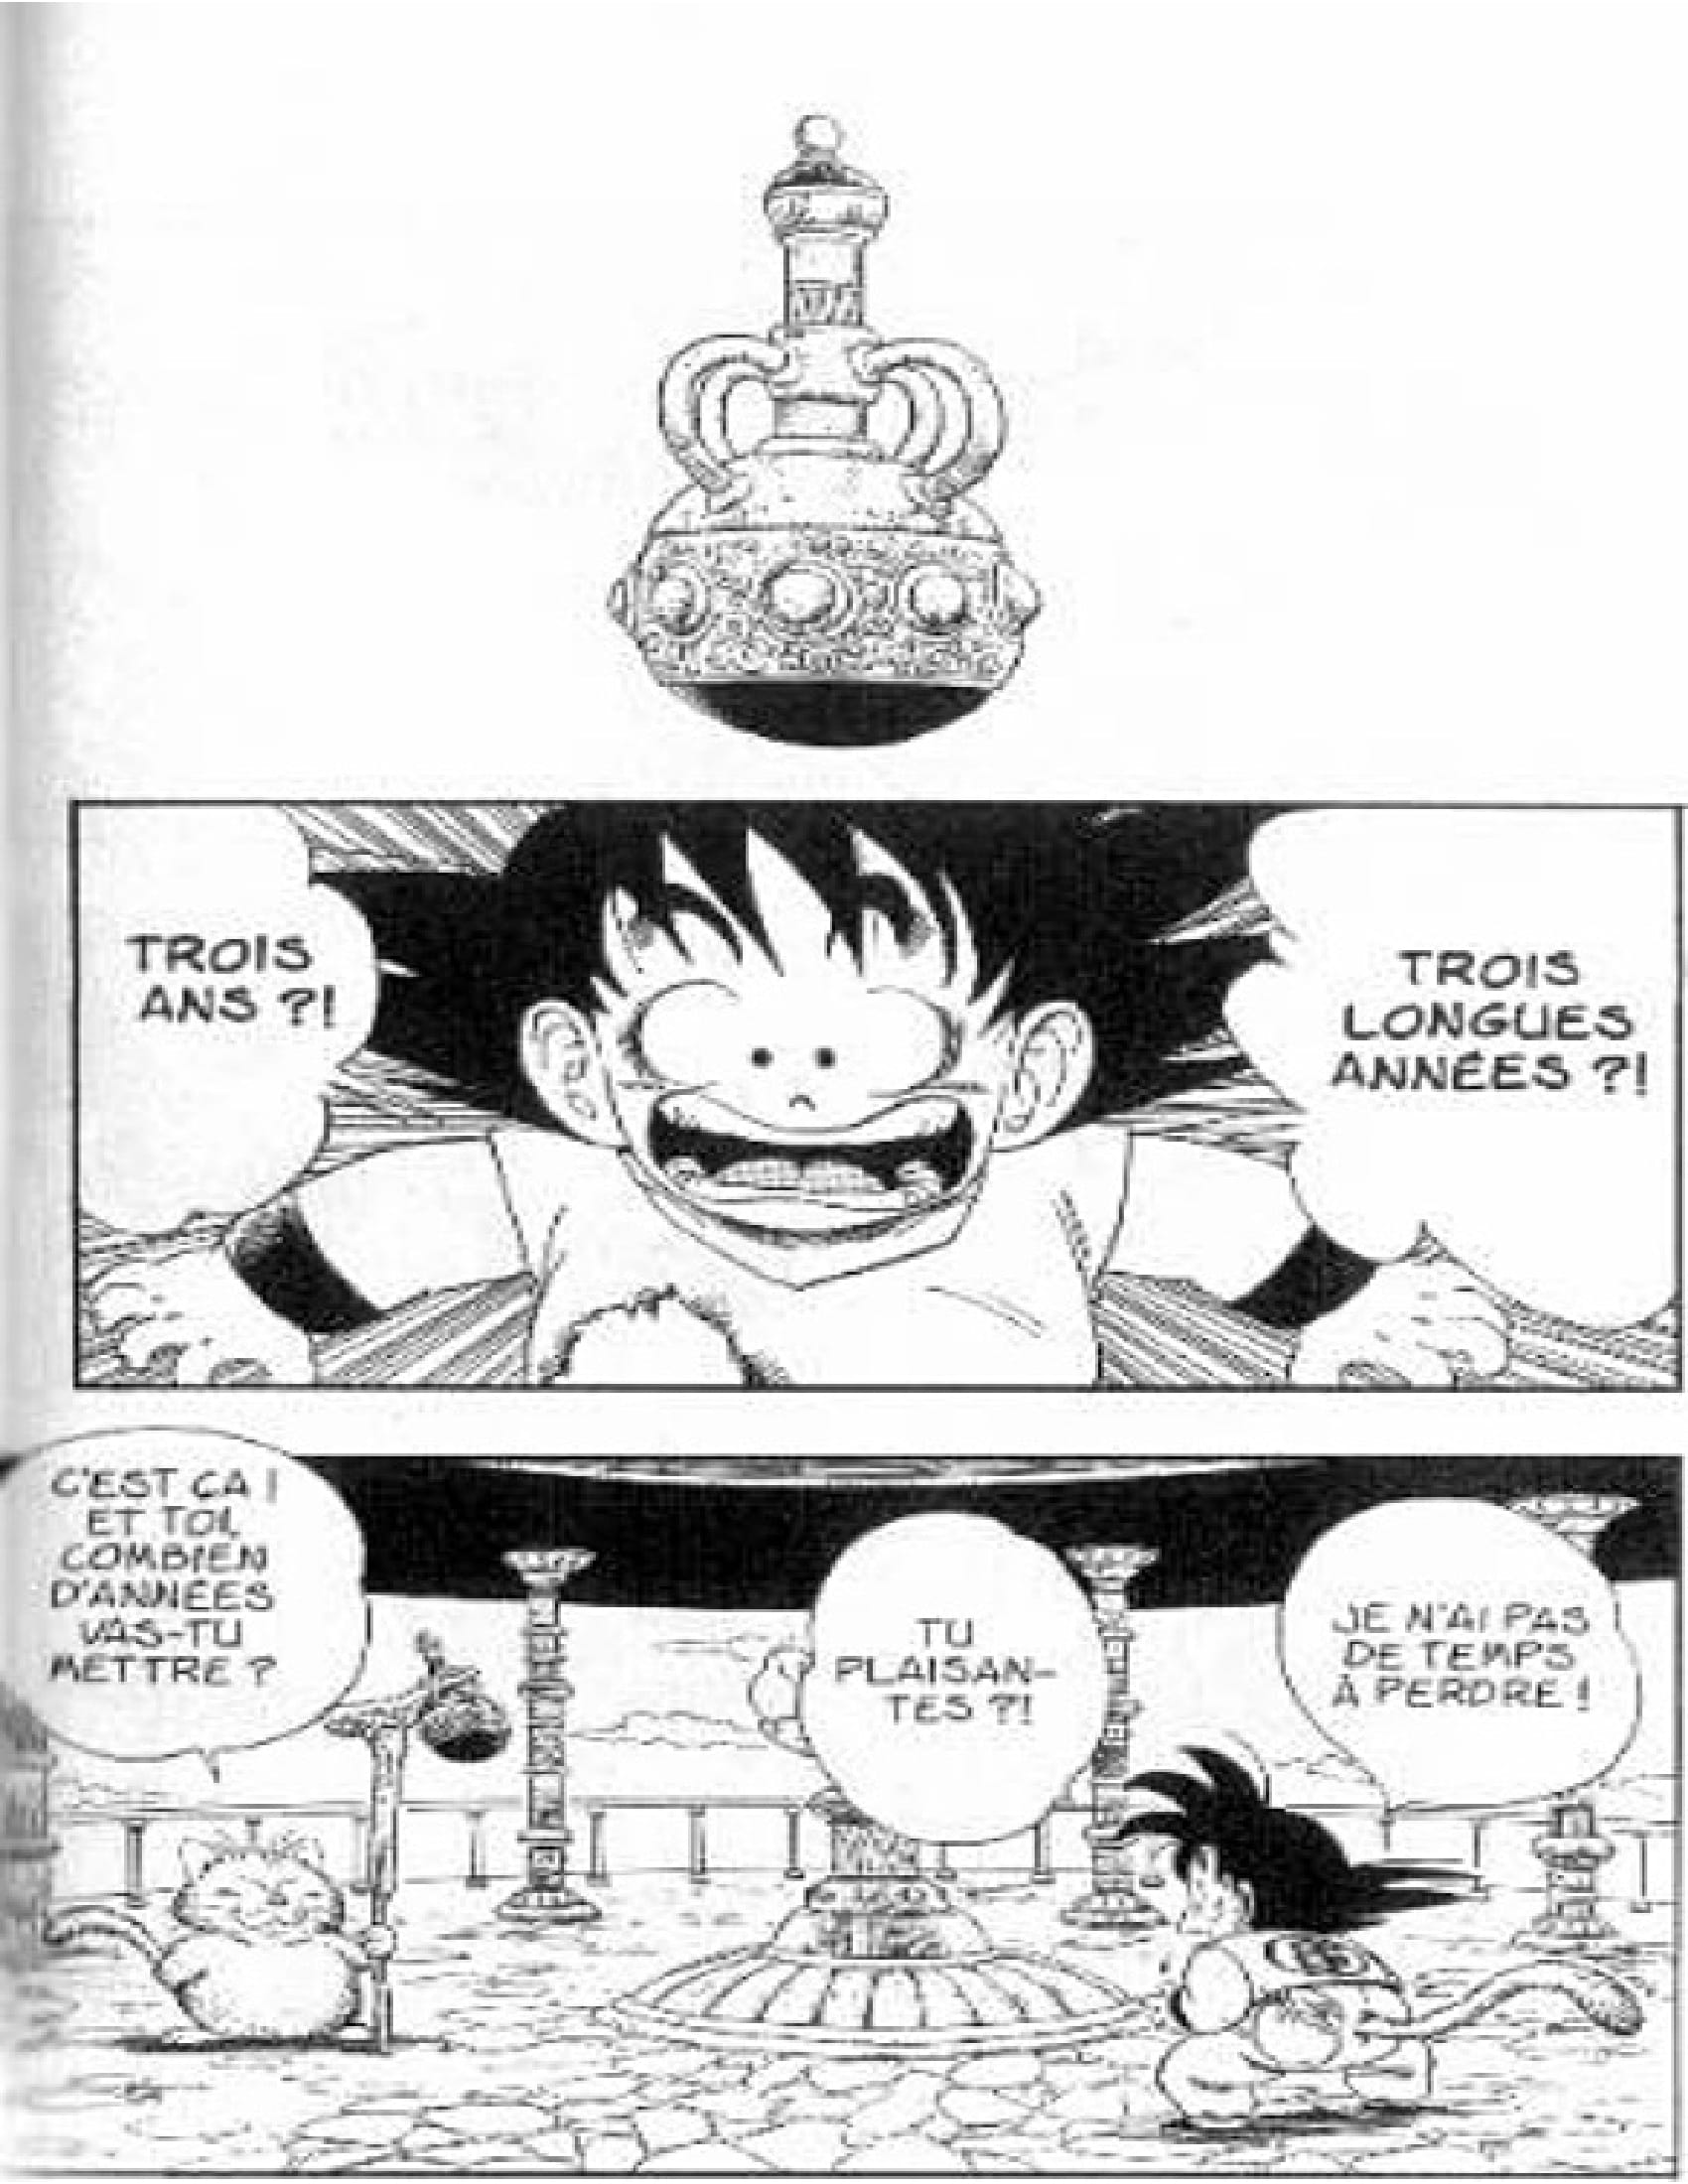 TROIS
ANS ?!
TROIS
LONGUES
ANNÉES ?!
C'EST ÇA !
ET TOI,
COMBIEN
D'ANNÉES
VAS-TU
METTRE ?
TU
PLAISAN-
TES ?!
JE N'AI PAS
DE TEMPS
À PERDRE !